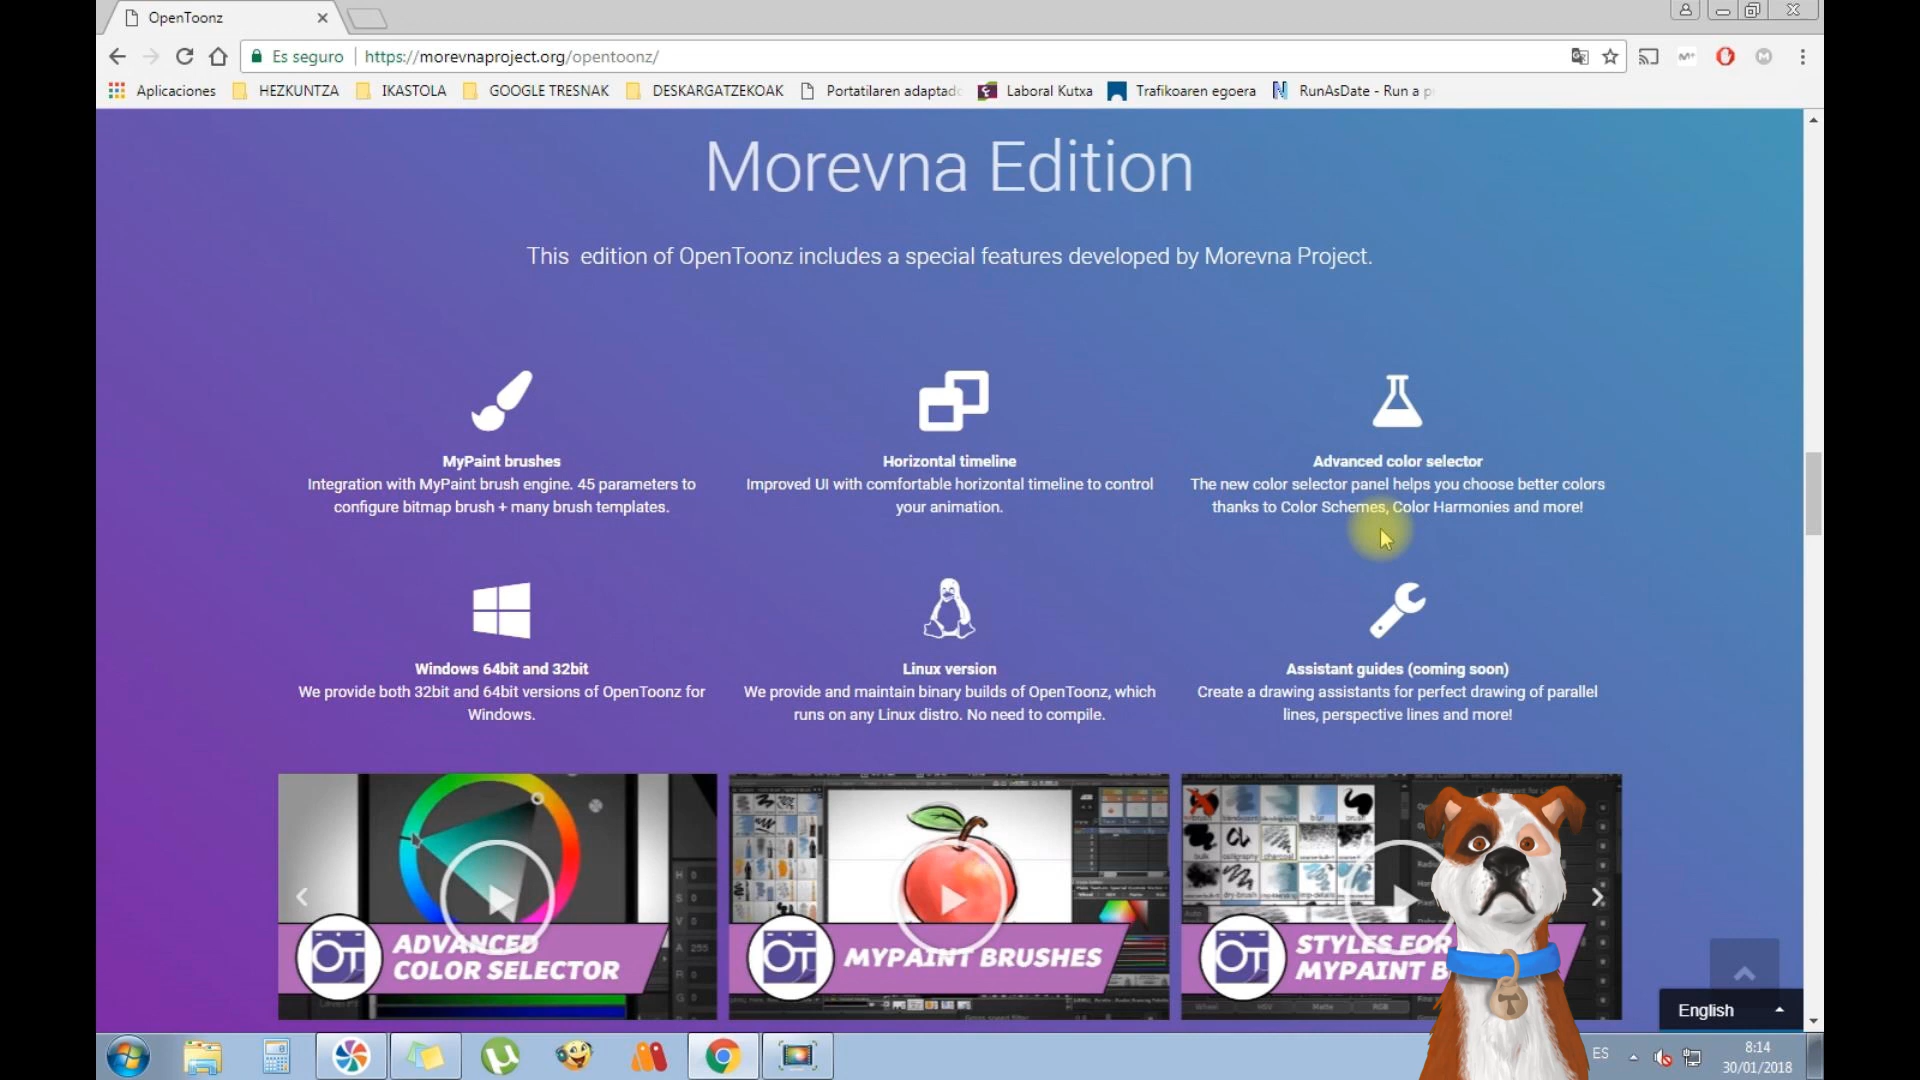 OpenToonz
Es seguro
https://morevnaproject.org/opentoonz/
Aplicaciones
HEZKUNTZA
IKASTOLA
GOOGLE TRESNAK
DESKARGATZEKOAK
Portatilaren adaptado
Laboral Kutxa
Trafikoaren egoera
RunAsDate - Run a p
Morevna Edition
This edition of OpenToonz includes a special features developed by Morevna Project.
MyPaint brushes
Integration with MyPaint brush engine. 45 parameters to
configure bitmap brush + many brush templates.
Horizontal timeline
Improved UI with comfortable horizontal timeline to control
your animation.
Advanced color selector
The new color selector panel helps you choose better colors
thanks to Color Schemes, Color Harmonies and more!
Windows 64bit and 32bit
We provide both 32bit and 64bit versions of OpenToonz for
Windows.
Linux version
We provide and maintain binary builds of OpenToonz, which
runs on any Linux distro. No need to compile.
Assistant guides (coming soon)
Create a drawing assistants for perfect drawing of parallel
lines, perspective lines and more!
OT
ADVANCED
COLOR SELECTOR
OT
MYPAINT BRUSHES
OT
STYLES FOR
MYPAINT B
English
ES
8:14
30/01/2018